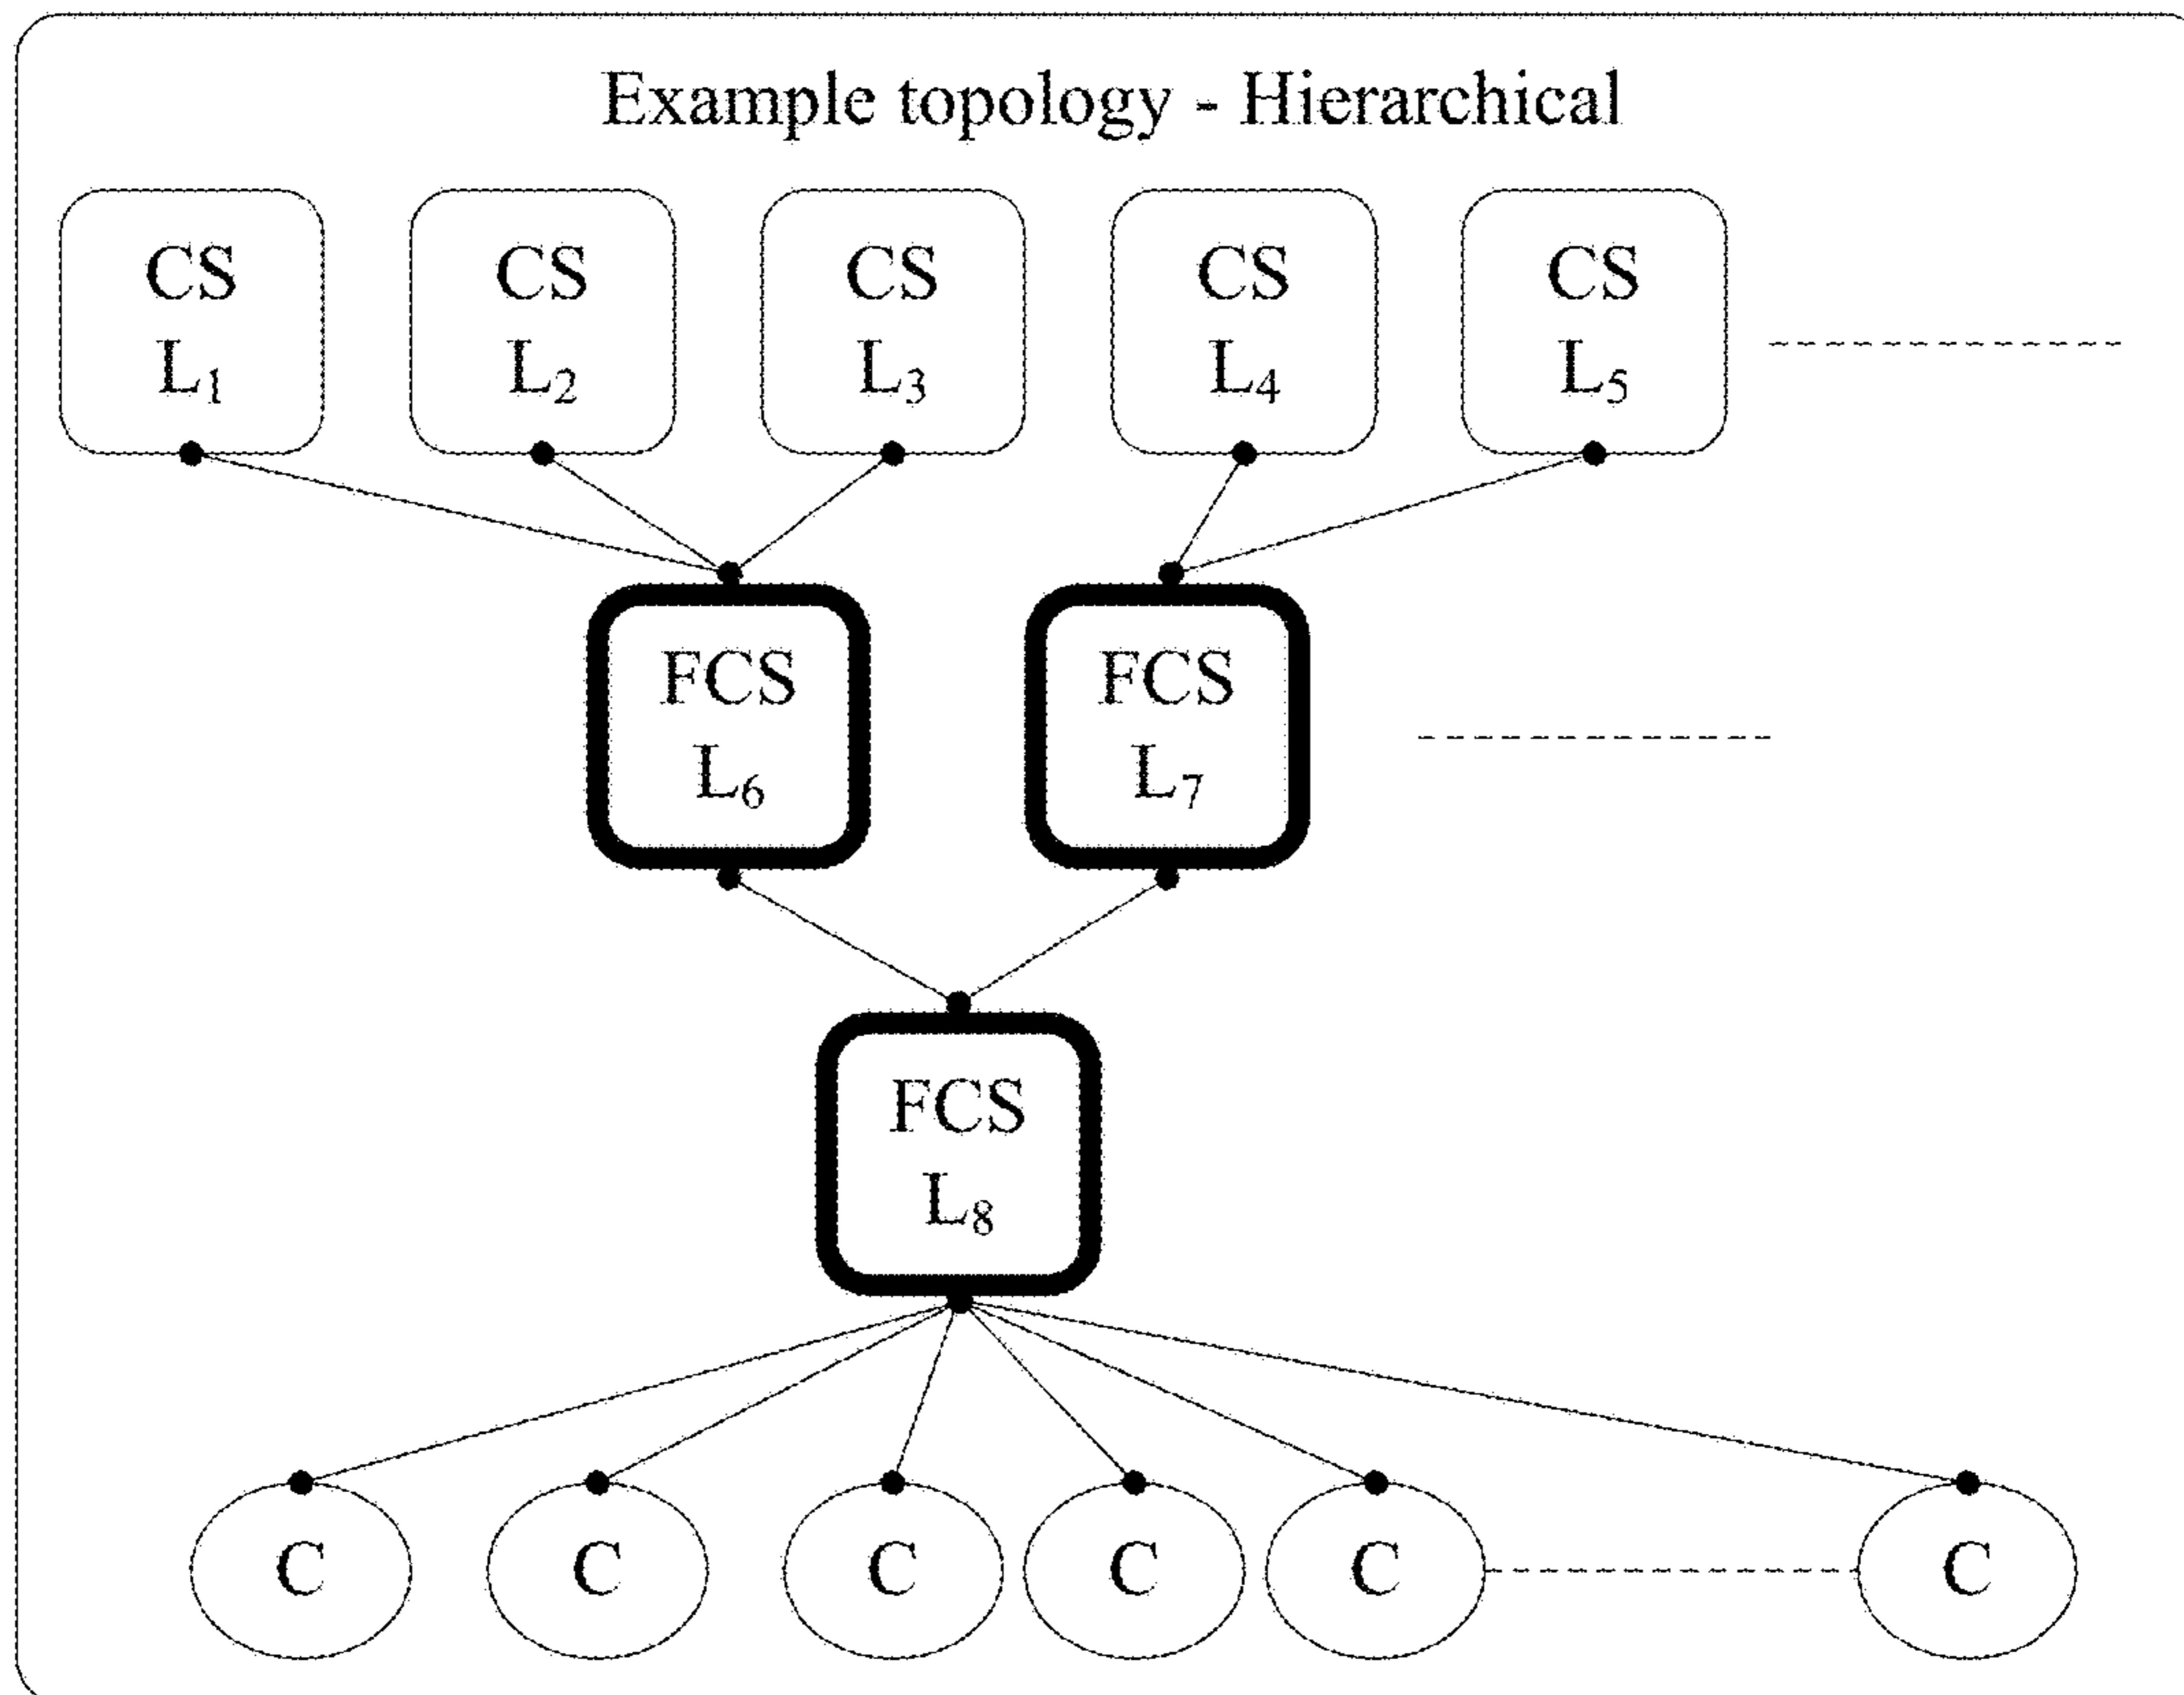 Example topology - Hierarchical
CS CS CS CS CS
L1 L2 L3 L4 L5
FCS FCS
L6 L7
FCS
L8
C C C C C C